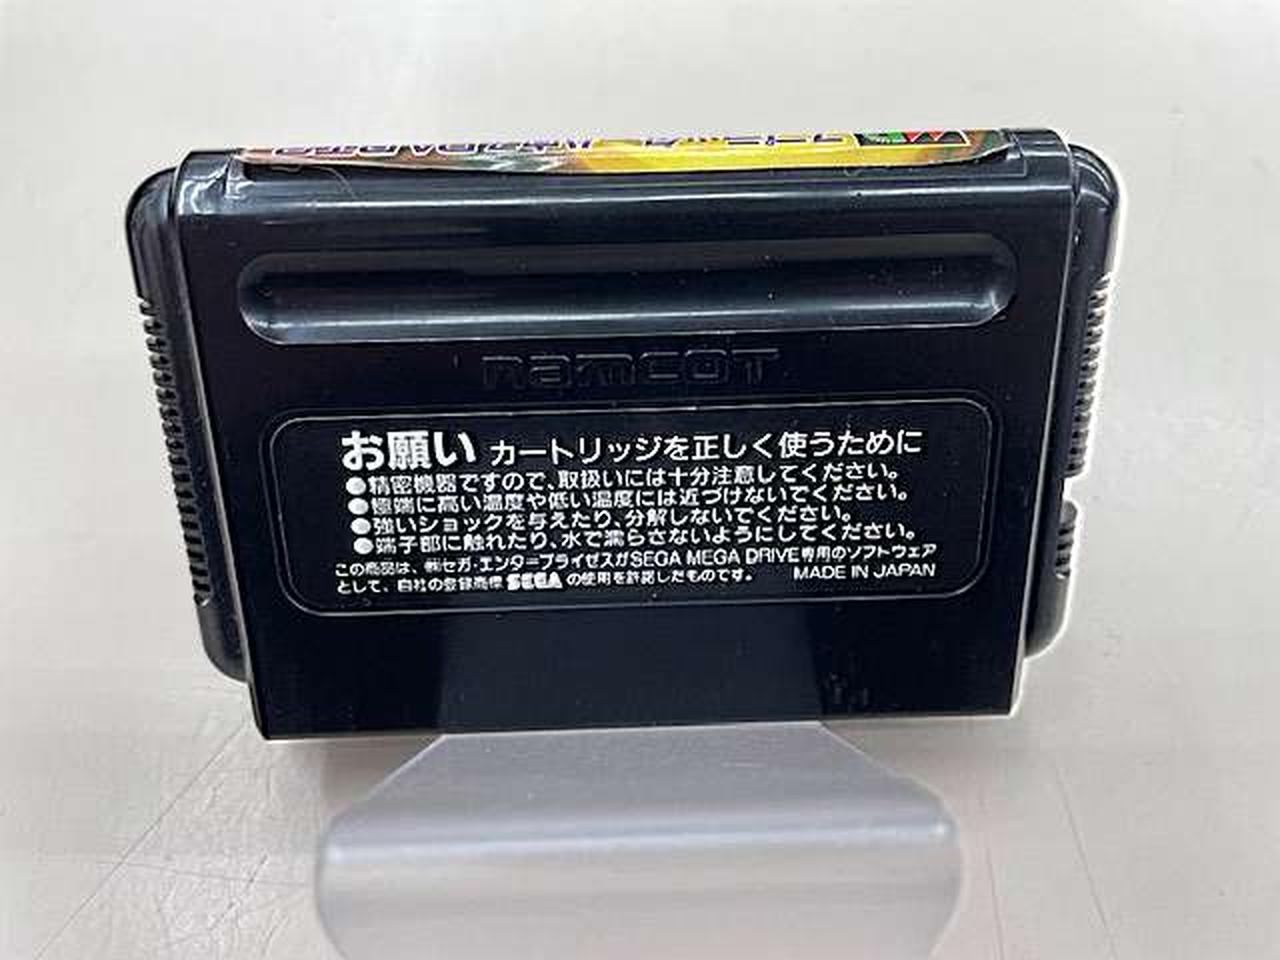 namcoT
お願い カートリッジを正しく使うために
●精密機器ですので、取扱いには十分注意してください。
●極端に高い温度や低い温度には近づけないでください。
●強いショックを与えたり、分解しないでください。
●端子部に触れたり、水で濡らさないようにしてください。
この商品は、㈱セガ・エンタープライゼスがSEGA MEGA DRIVE専用のソフトウェア
として、自社の登録商標 SEGA の使用を許諾したものです。 MADE IN JAPAN